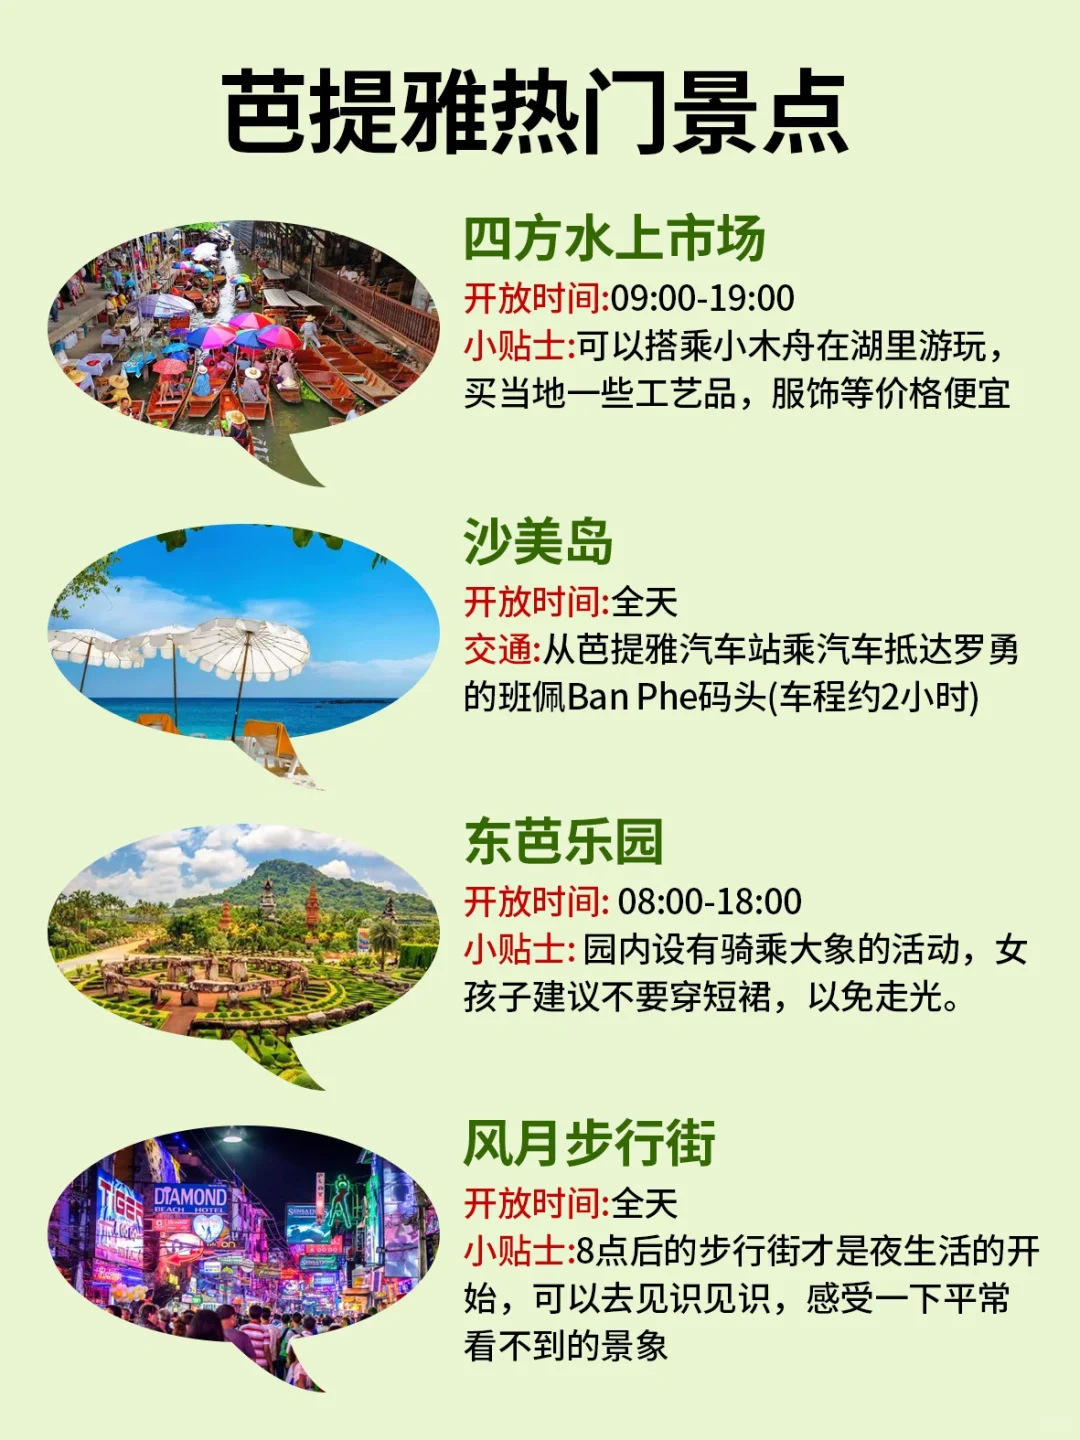 芭提雅热门景点
四方水上市场
开放时间:09:00-19:00
小贴士:可以搭乘小木舟在湖里游玩，
买当地一些工艺品，服饰等价格便宜
沙美岛
开放时间:全天
交通:从芭提雅汽车站乘汽车抵达罗勇
的班佩Ban Phe码头(车程约2小时)
东芭乐园
开放时间: 08:00-18:00
小贴士: 园内设有骑乘大象的活动，女
孩子建议不要穿短裙，以免走光。
风月步行街
开放时间:全天
小贴士:8点后的步行街才是夜生活的开
始，可以去见识见识，感受一下平常
看不到的景象
TIGER
DIAMOND
BEACH HOTEL